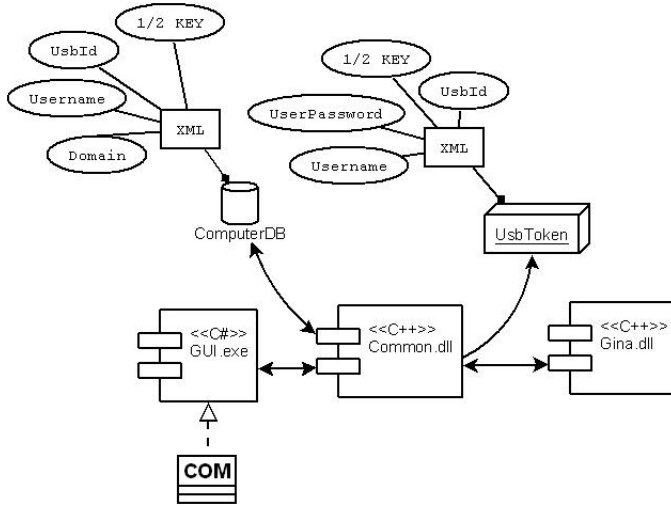 1/2 KEY
UsbId
Username
XML
Domain
1/2 KEY
UsbId
UserPassword
XML
Username
ComputerDB
UsbToken
<<C#>>
GUI.exe
<<C++>>
Common.dll
<<C++>>
Gina.dll
COM